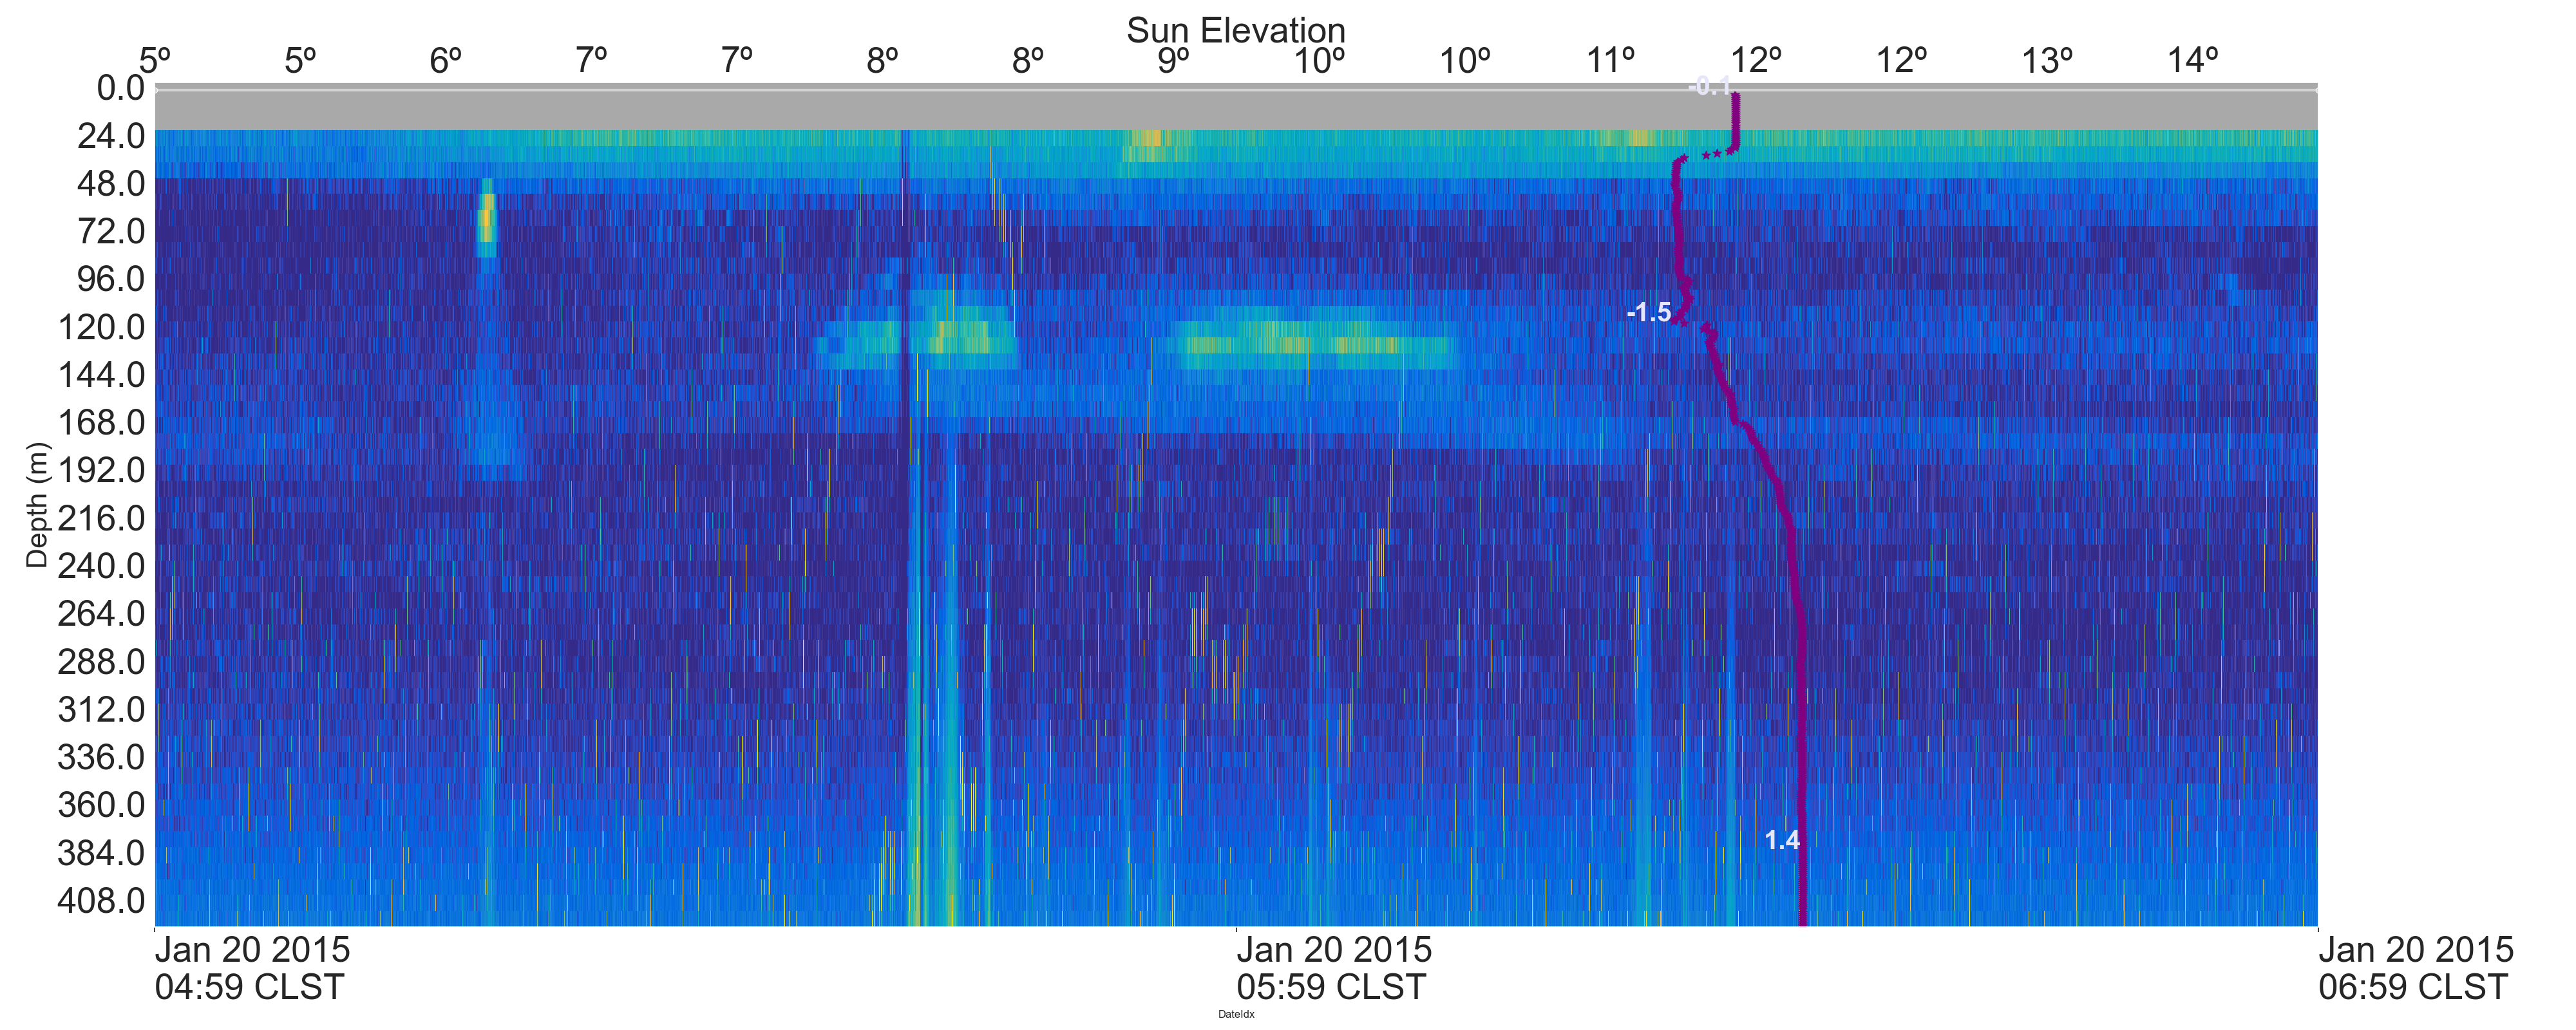 Sun Elevation
5º 5º 6º 7º 7º 8º 8º 9º 10º 10º 11º 12º 12º 13º 14º
0.0
24.0
48.0
72.0
96.0
120.0
144.0
168.0
192.0
216.0
240.0
264.0
288.0
312.0
336.0
360.0
384.0
408.0
Depth (m)
-0.1
-1.5
1.4
Jan 20 2015
04:59 CLST
Jan 20 2015
05:59 CLST
Jan 20 2015
06:59 CLST
DateIdx